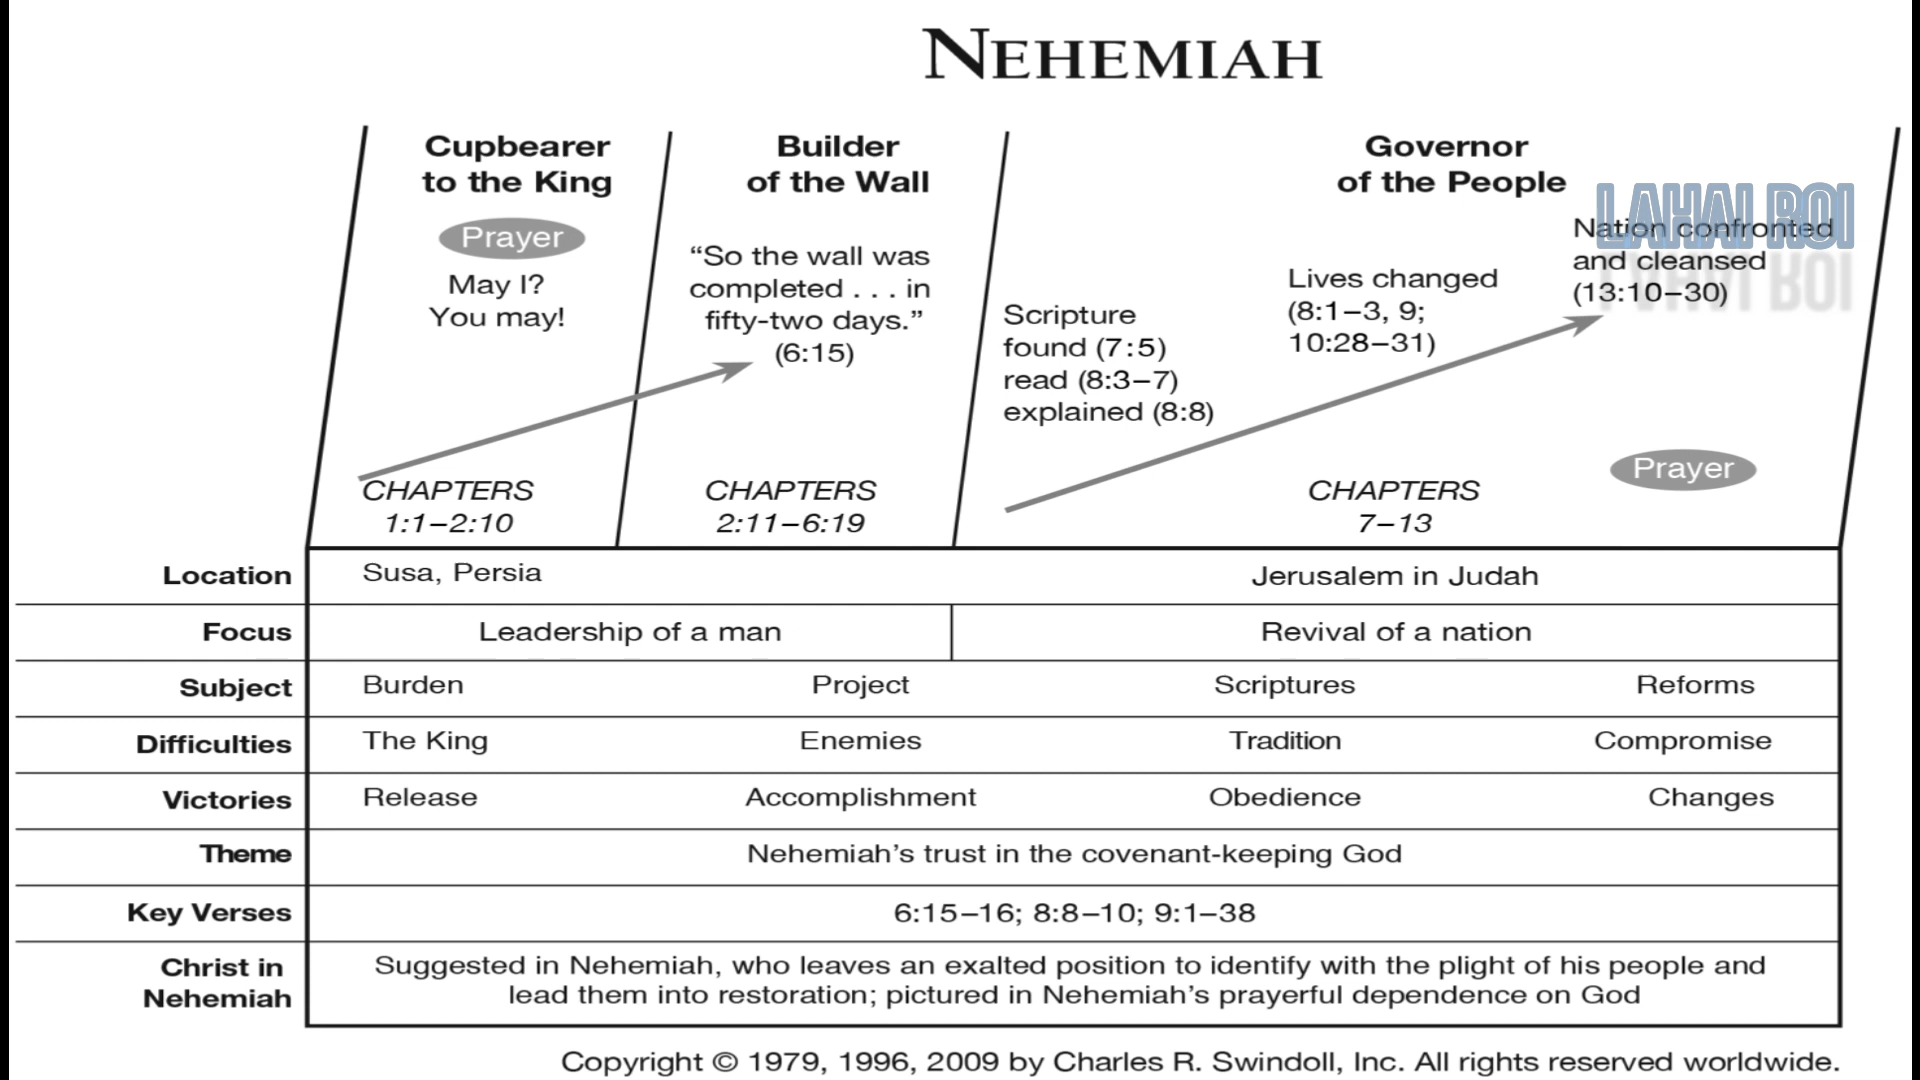 NEHEMIAH
Cupbearer
to the King
Prayer
May I?
You may!
CHAPTERS
1:1–2:10
Builder
of the Wall
“So the wall was
completed . . . in
fifty-two days.”
(6:15)
CHAPTERS
2:11–6:19
Governor
of the People
Scripture
found (7:5)
read (8:3–7)
explained (8:8)
Lives changed
(8:1–3, 9;
10:28–31)
LAHAI ROI
Nation confronted
and cleansed
(13:10–30)
Prayer
CHAPTERS
7–13
Location Susa, Persia Jerusalem in Judah
Focus Leadership of a man Revival of a nation
Subject Burden Project Scriptures Reforms
Difficulties The King Enemies Tradition Compromise
Victories Release Accomplishment Obedience Changes
Theme Nehemiah’s trust in the covenant-keeping God
Key Verses 6:15–16; 8:8–10; 9:1–38
Christ in
Nehemiah
Suggested in Nehemiah, who leaves an exalted position to identify with the plight of his people and
lead them into restoration; pictured in Nehemiah’s prayerful dependence on God
Copyright © 1979, 1996, 2009 by Charles R. Swindoll, Inc. All rights reserved worldwide.